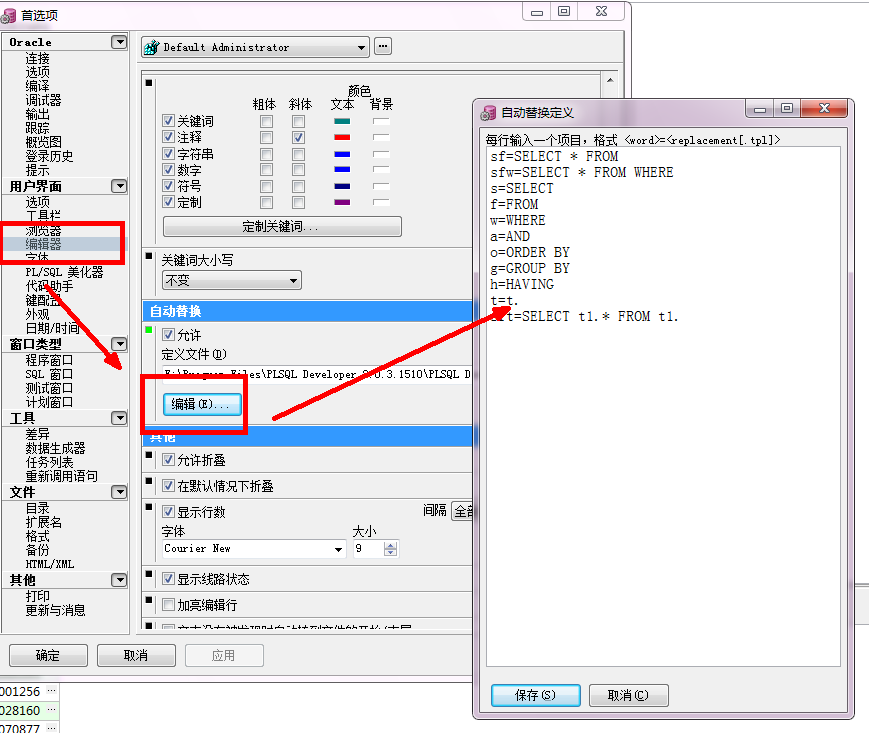 首选项
Oracle
连接
选项
编译
调试器
输出
跟踪
概览图
登录历史
提示
用户界面
选项
工具栏
浏览器
编辑器
字体
PL/SQL 美化器
代码助手
键配置
外观
日期/时间
窗口类型
程序窗口
SQL 窗口
测试窗口
计划窗口
工具
差异
数据生成器
任务列表
重新调用语句
文件
目录
扩展名
格式
备份
HTML/XML
其他
打印
更新与消息
Default Administrator
颜色
粗体 斜体 文本 背景
关键词
注释
字符串
数字
符号
定制
定制关键词...
关键词大小写
不变
自动替换
允许
定义文件(D)
编辑(E)...
其他
允许折叠
在默认情况下折叠
显示行数
间隔 全部
字体 大小
Courier New 9
显示线路状态
加亮编辑行
确定 取消 应用
001256
028160
070877
自动替换定义
每行输入一个项目，格式 <word>=<replacement[.tpl]>
sf=SELECT * FROM
sfw=SELECT * FROM WHERE
s=SELECT
f=FROM
w=WHERE
a=AND
o=ORDER BY
g=GROUP BY
h=HAVING
t=t.
t=SELECT t1.* FROM t1.
保存(S) 取消(C)